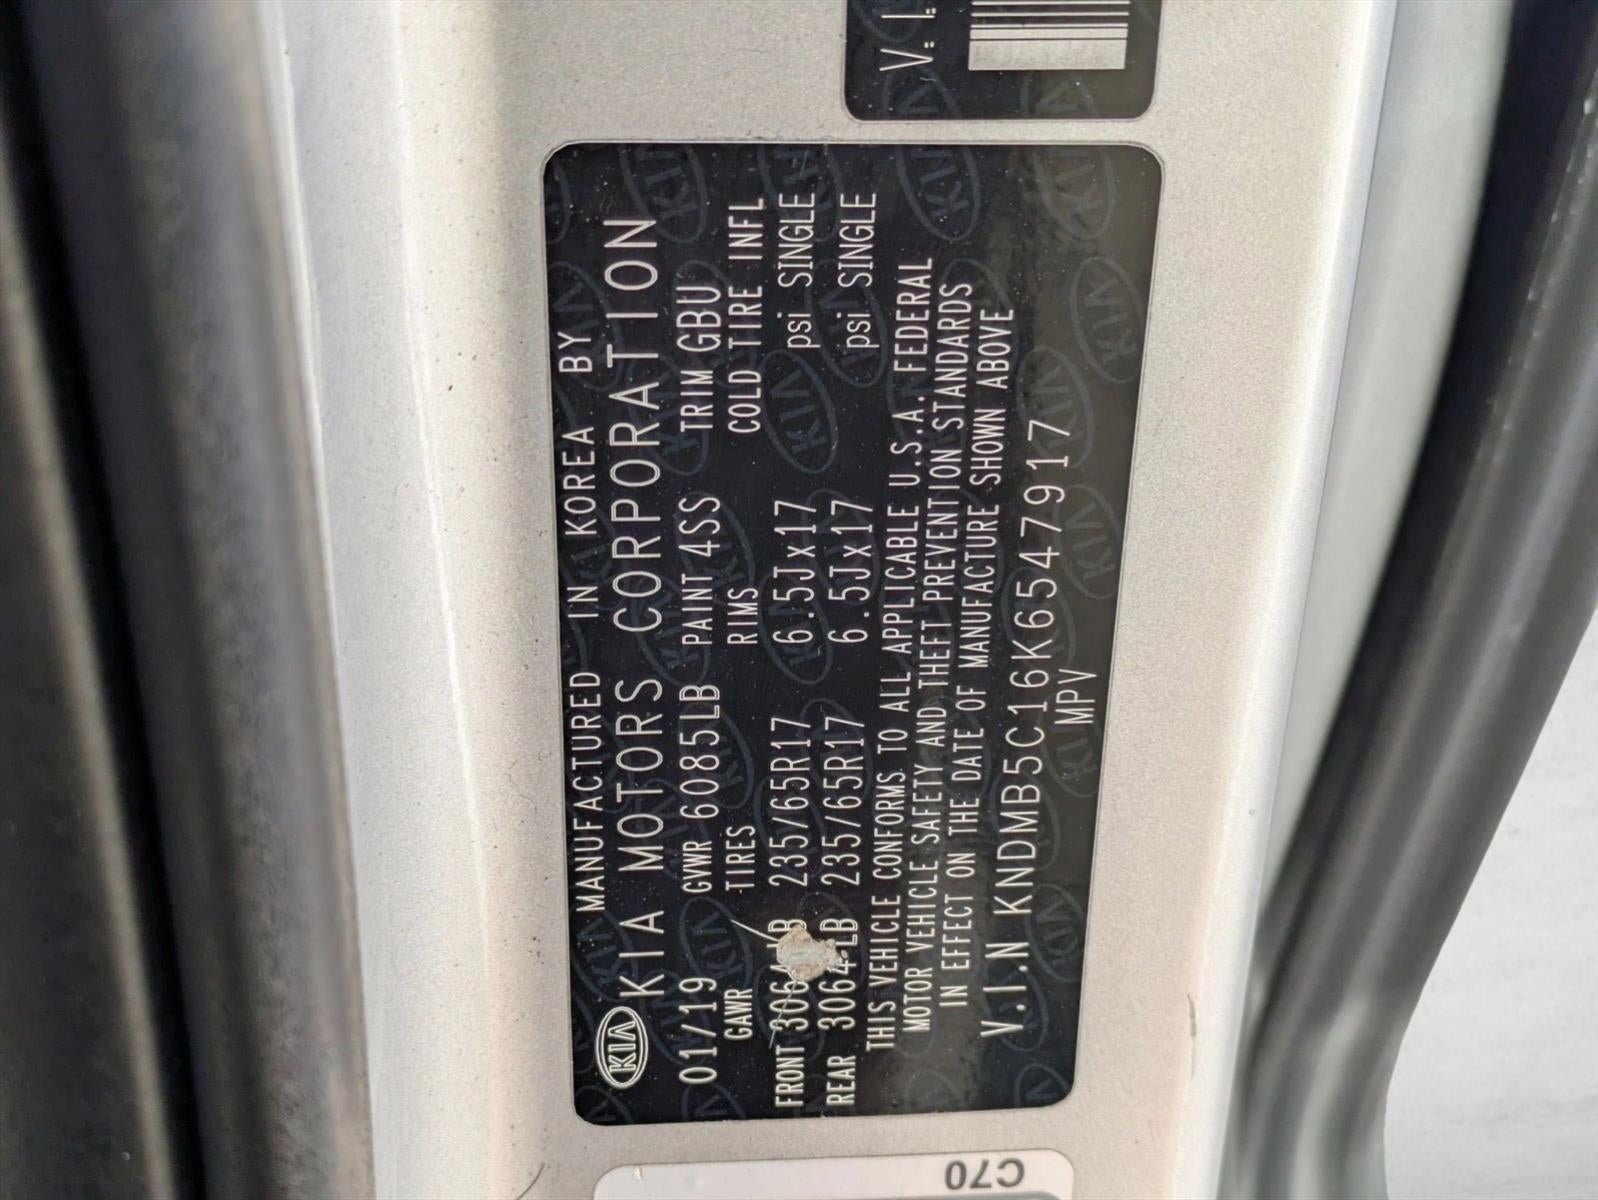 KIA MANUFACTURED IN KOREA BY
KIA MOTORS CORPORATION
01/19 GVWR 6085LB PAINT 4SS TRIM GBU
GAWR TIRES RIMS COLD TIRE INFL
FRONT 3064LB 235/65R17 6.5Jx17 psi SINGLE
REAR 3064LB 235/65R17 6.5Jx17 psi SINGLE
THIS VEHICLE CONFORMS TO ALL APPLICABLE U.S.A. FEDERAL
MOTOR VEHICLE SAFETY AND THEFT PREVENTION STANDARDS
IN EFFECT ON THE DATE OF MANUFACTURE SHOWN ABOVE
V.I.N KNDMB5C16K6547917
MPV
V.I.
C70